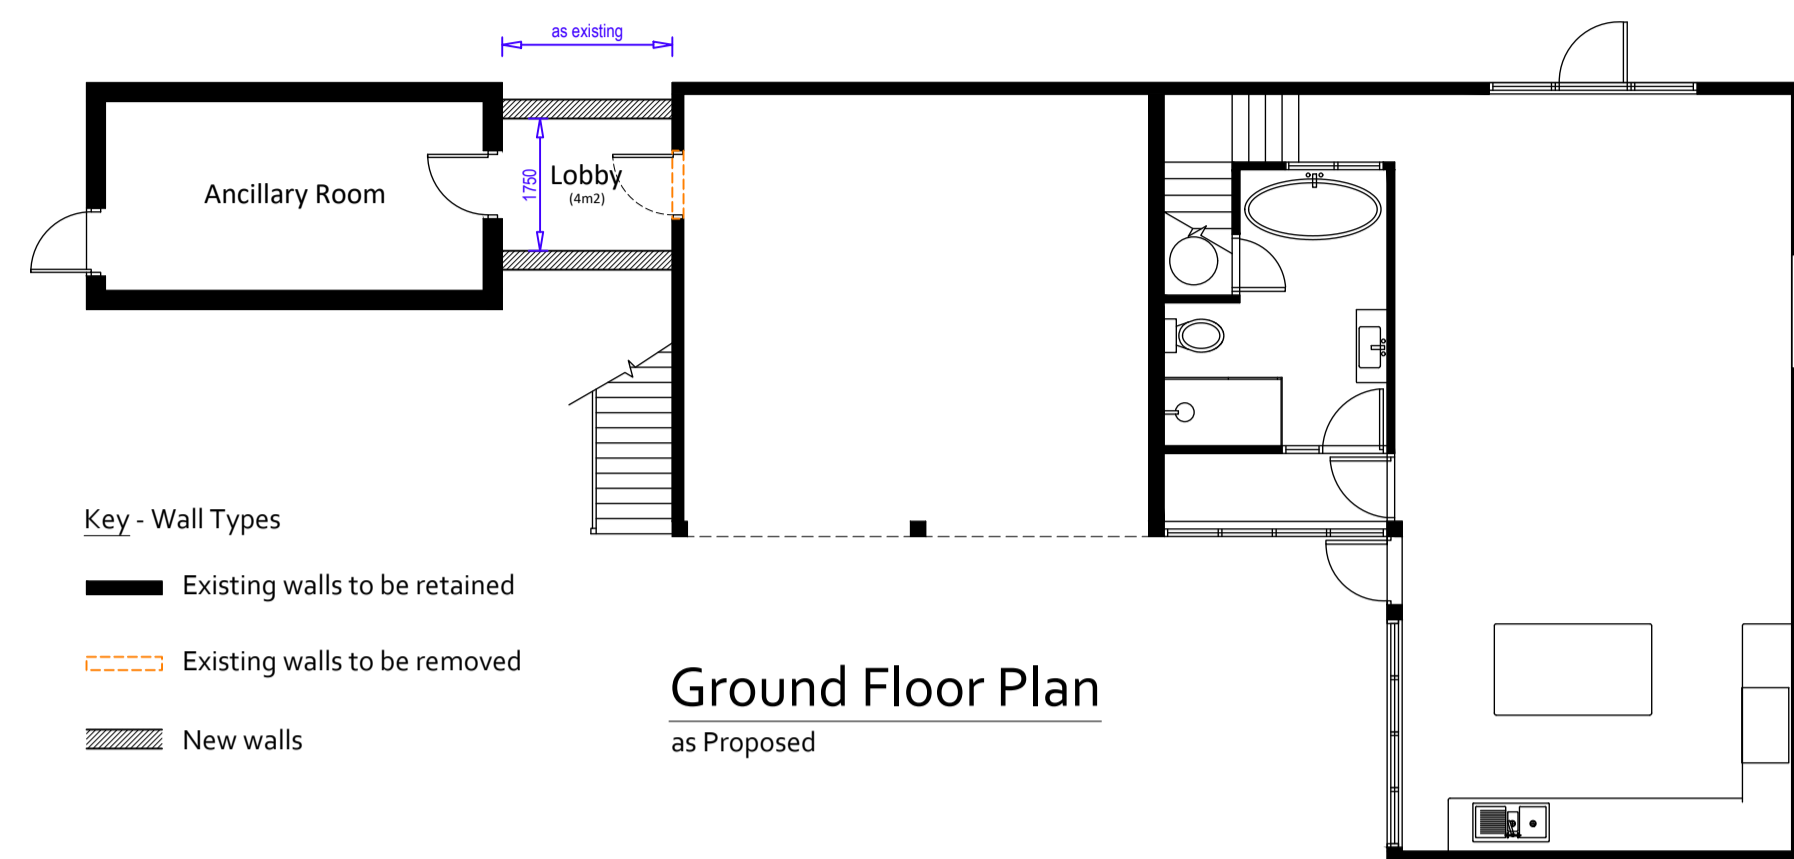 as existing
Ancillary Room
1750
Lobby
(4m2)
Key - Wall Types
Existing walls to be retained
Existing walls to be removed
New walls
Ground Floor Plan
as Proposed